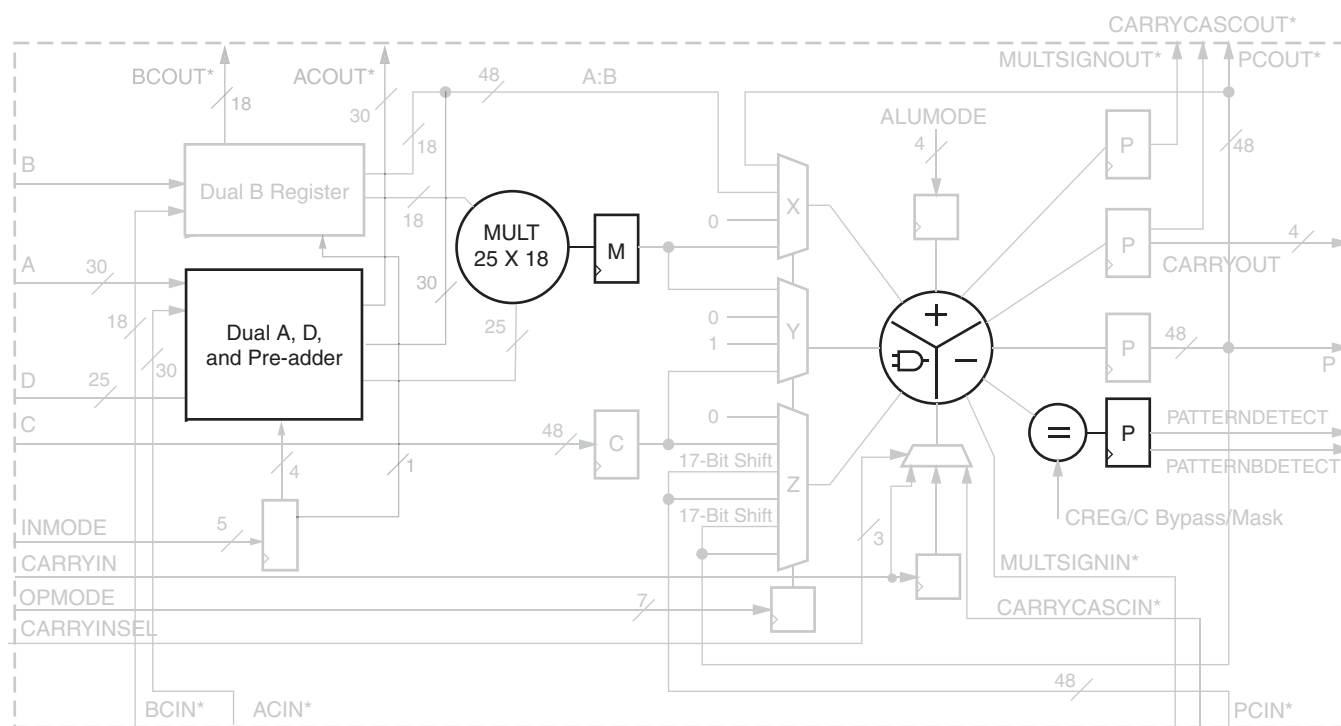 CARRYCASCOUT*
BCOUT* ACOUT* MULTSIGNOUT* PCOUT*
48 A:B
18 30 ALUMODE
18 4 48
B P
Dual B Register
18 X
0
MULT
25 X 18
M P 4
A 30 CARRYOUT
30
18 0
Dual A, D,
and Pre-adder
25 Y + 48
1 P
30 − P
D 25
C 0 PATTERNDETECT
48 C = P
17-Bit Shift PATTERNBDETECT
4 1 Z
17-Bit Shift CREG/C Bypass/Mask
INMODE 5 3
CARRYIN MULTSIGNIN*
OPMODE 7 CARRYCASCIN*
CARRYINSEL
48
BCIN* ACIN* PCIN*